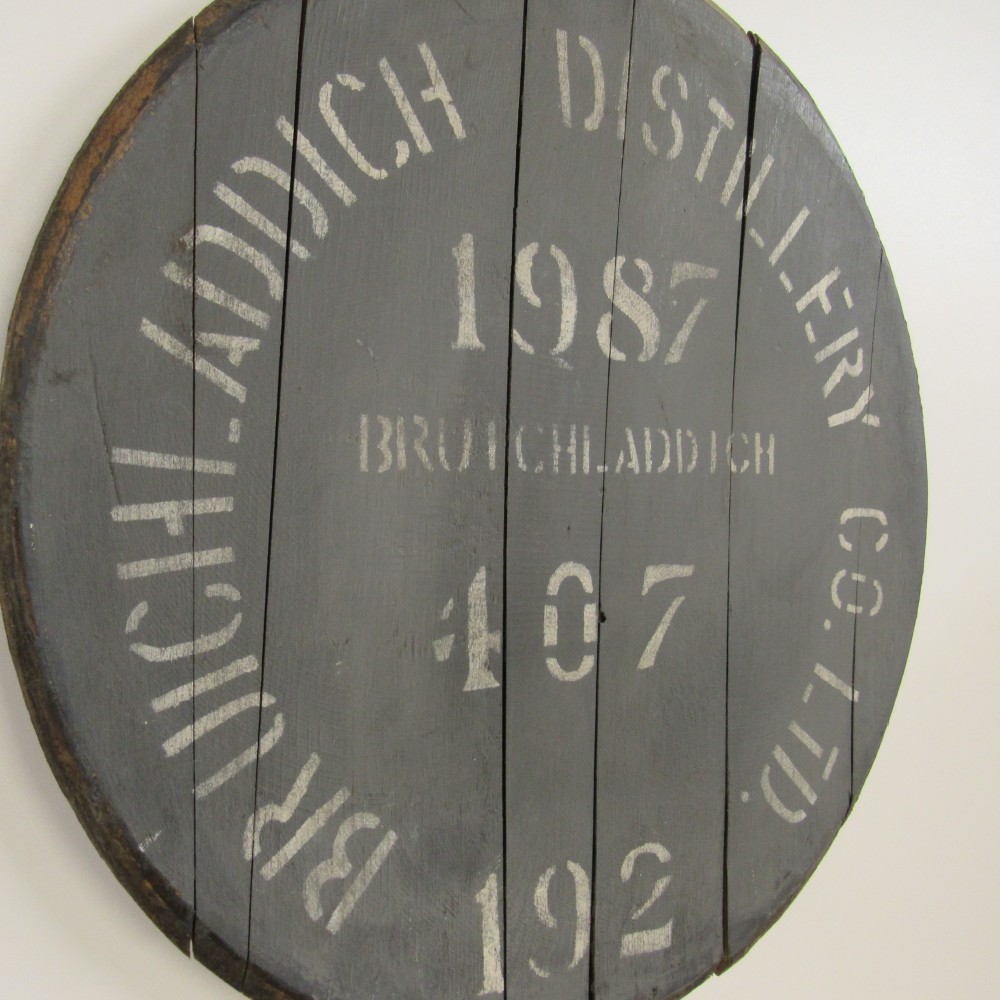 BRUICHLADDICH DISTILLERY CO. LTD.
1987
BRUICHLADDICH
407
192